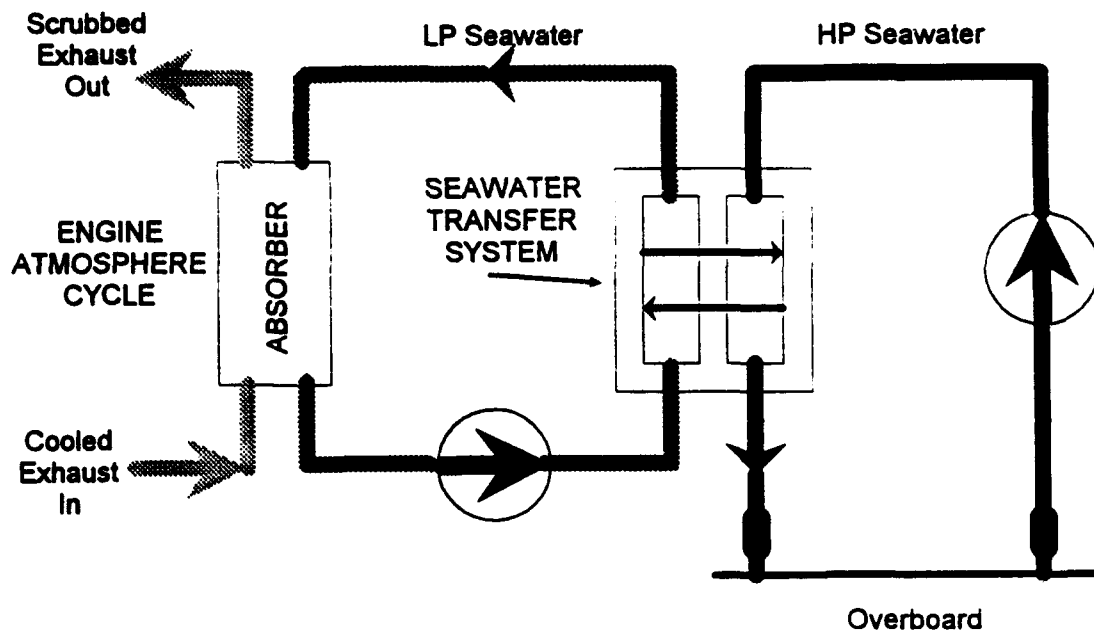 Scrubbed
Exhaust
Out
LP Seawater
HP Seawater
SEAWATER
TRANSFER
SYSTEM
ENGINE
ATMOSPHERE
CYCLE
ABSORBER
Cooled
Exhaust
In
Overboard